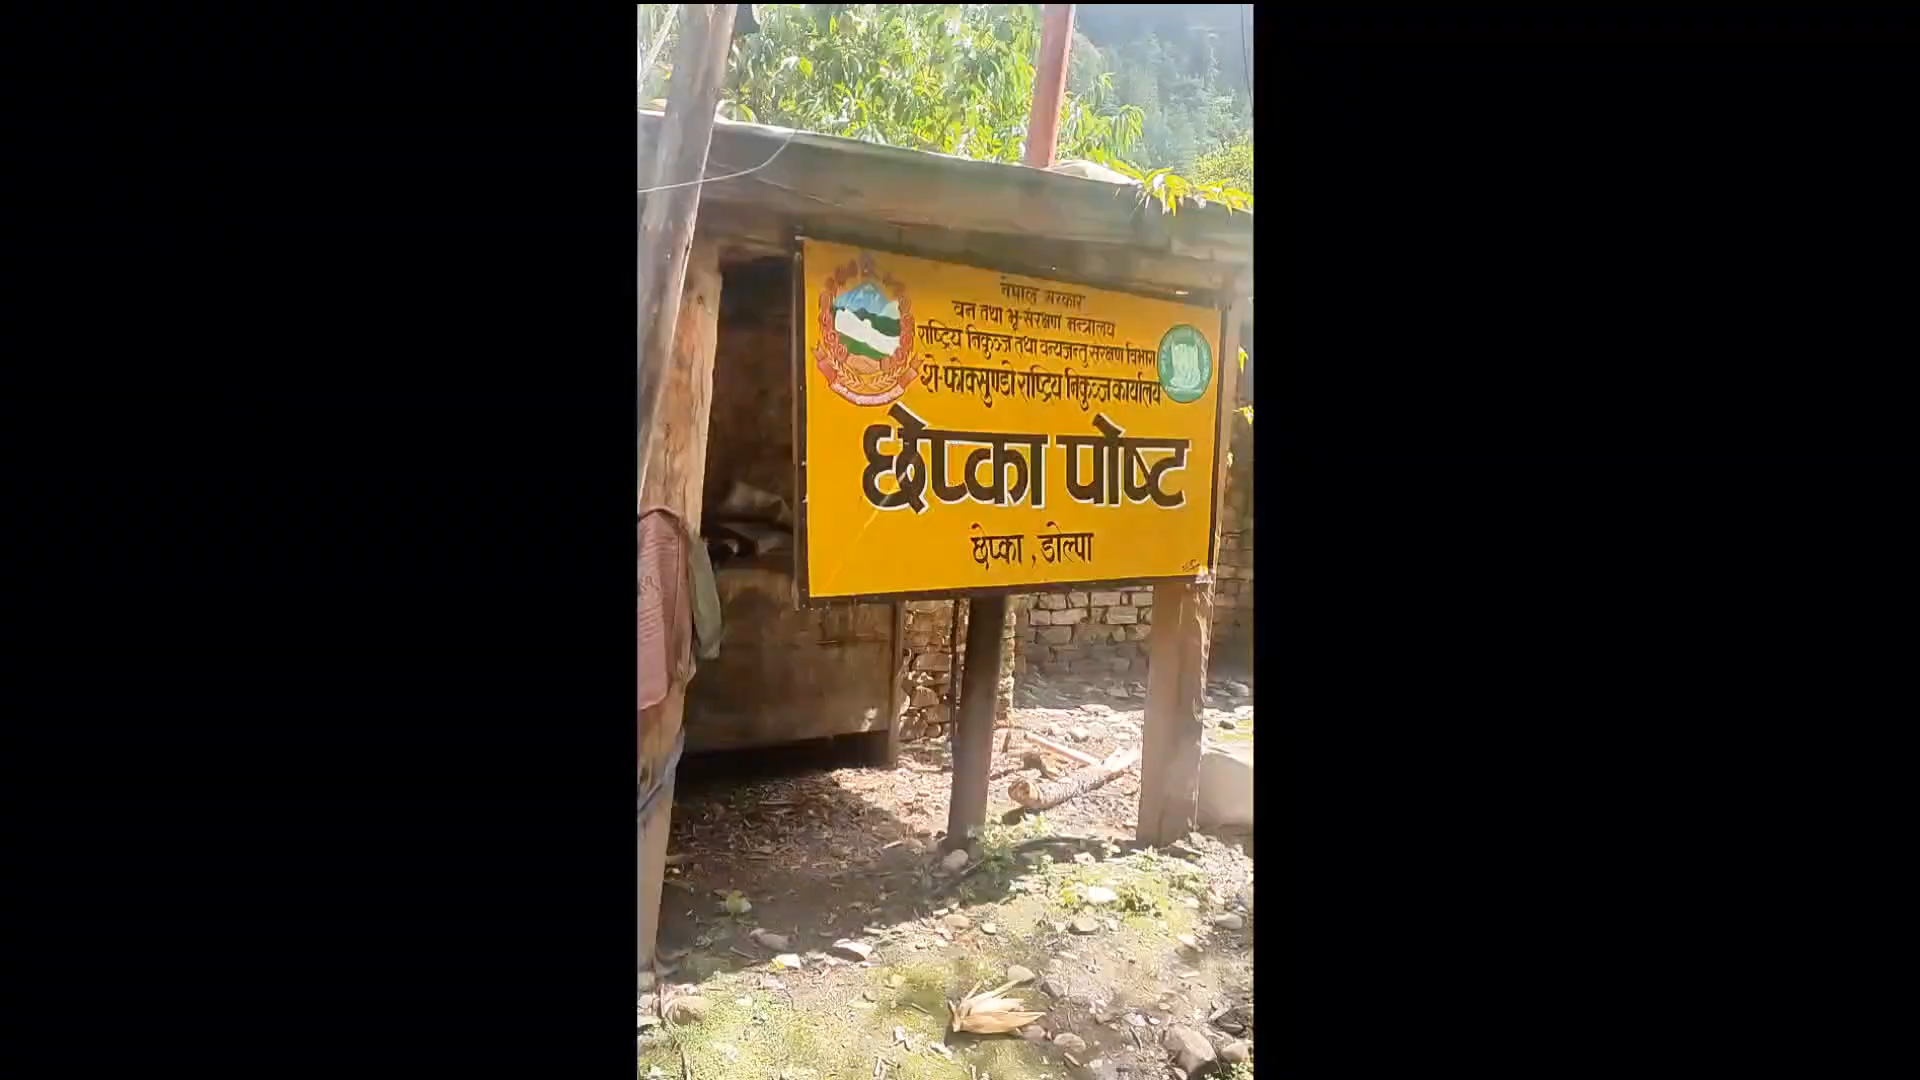 नेपाल सरकार
वन तथा भू-संरक्षण मन्त्रालय
राष्ट्रिय निकुञ्ज तथा वन्यजन्तु संरक्षण विभाग
शे-फोक्सुण्डो राष्ट्रिय निकुञ्ज कार्यालय
छेप्का पोष्ट
छेप्का , डोल्पा